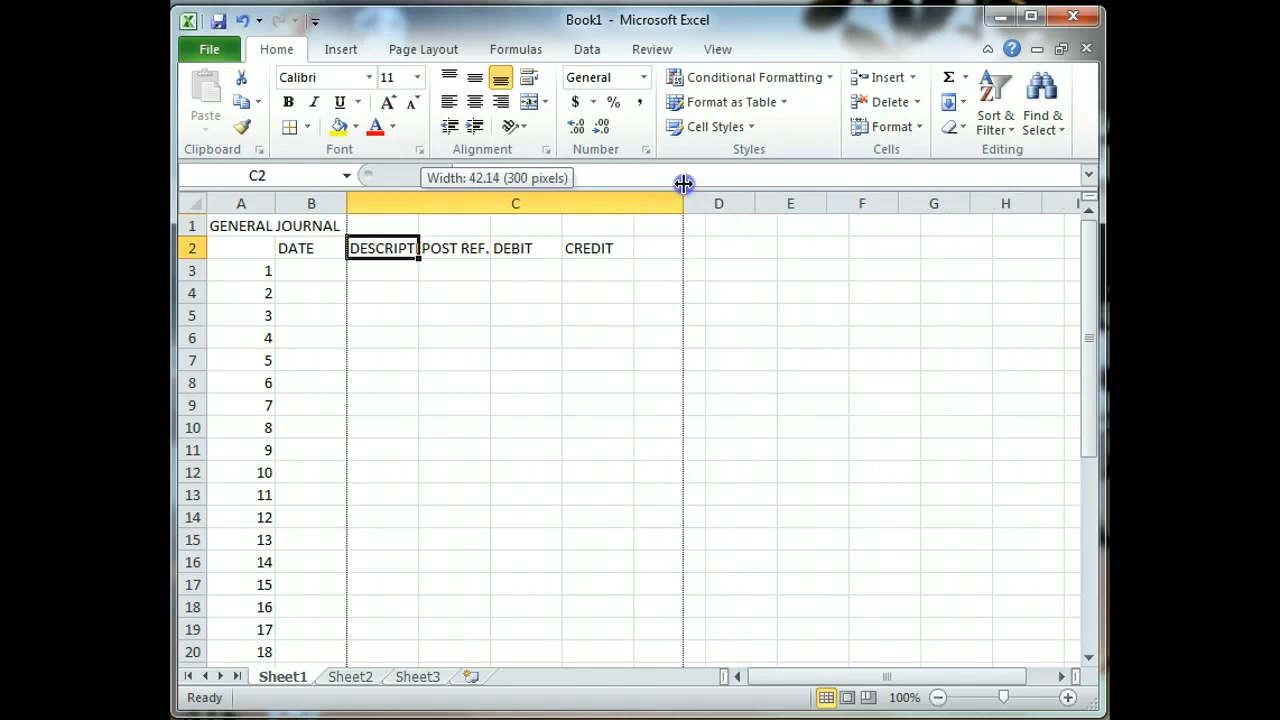 Book1 - Microsoft Excel
File Home Insert Page Layout Formulas Data Review View
Calibri 11 General Conditional Formatting Insert Σ
Paste B I U A A $ % , Format as Table Delete Sort & Find &
A Cell Styles Format Filter Select
Clipboard Font Alignment Number Styles Cells Editing
C2 Width: 42.14 (300 pixels)
A B C D E F G H I
1 GENERAL JOURNAL
2 DATE DESCRIPTI POST REF. DEBIT CREDIT
3 1
4 2
5 3
6 4
7 5
8 6
9 7
10 8
11 9
12 10
13 11
14 12
15 13
16 14
17 15
18 16
19 17
20 18
Sheet1 Sheet2 Sheet3
Ready 100%